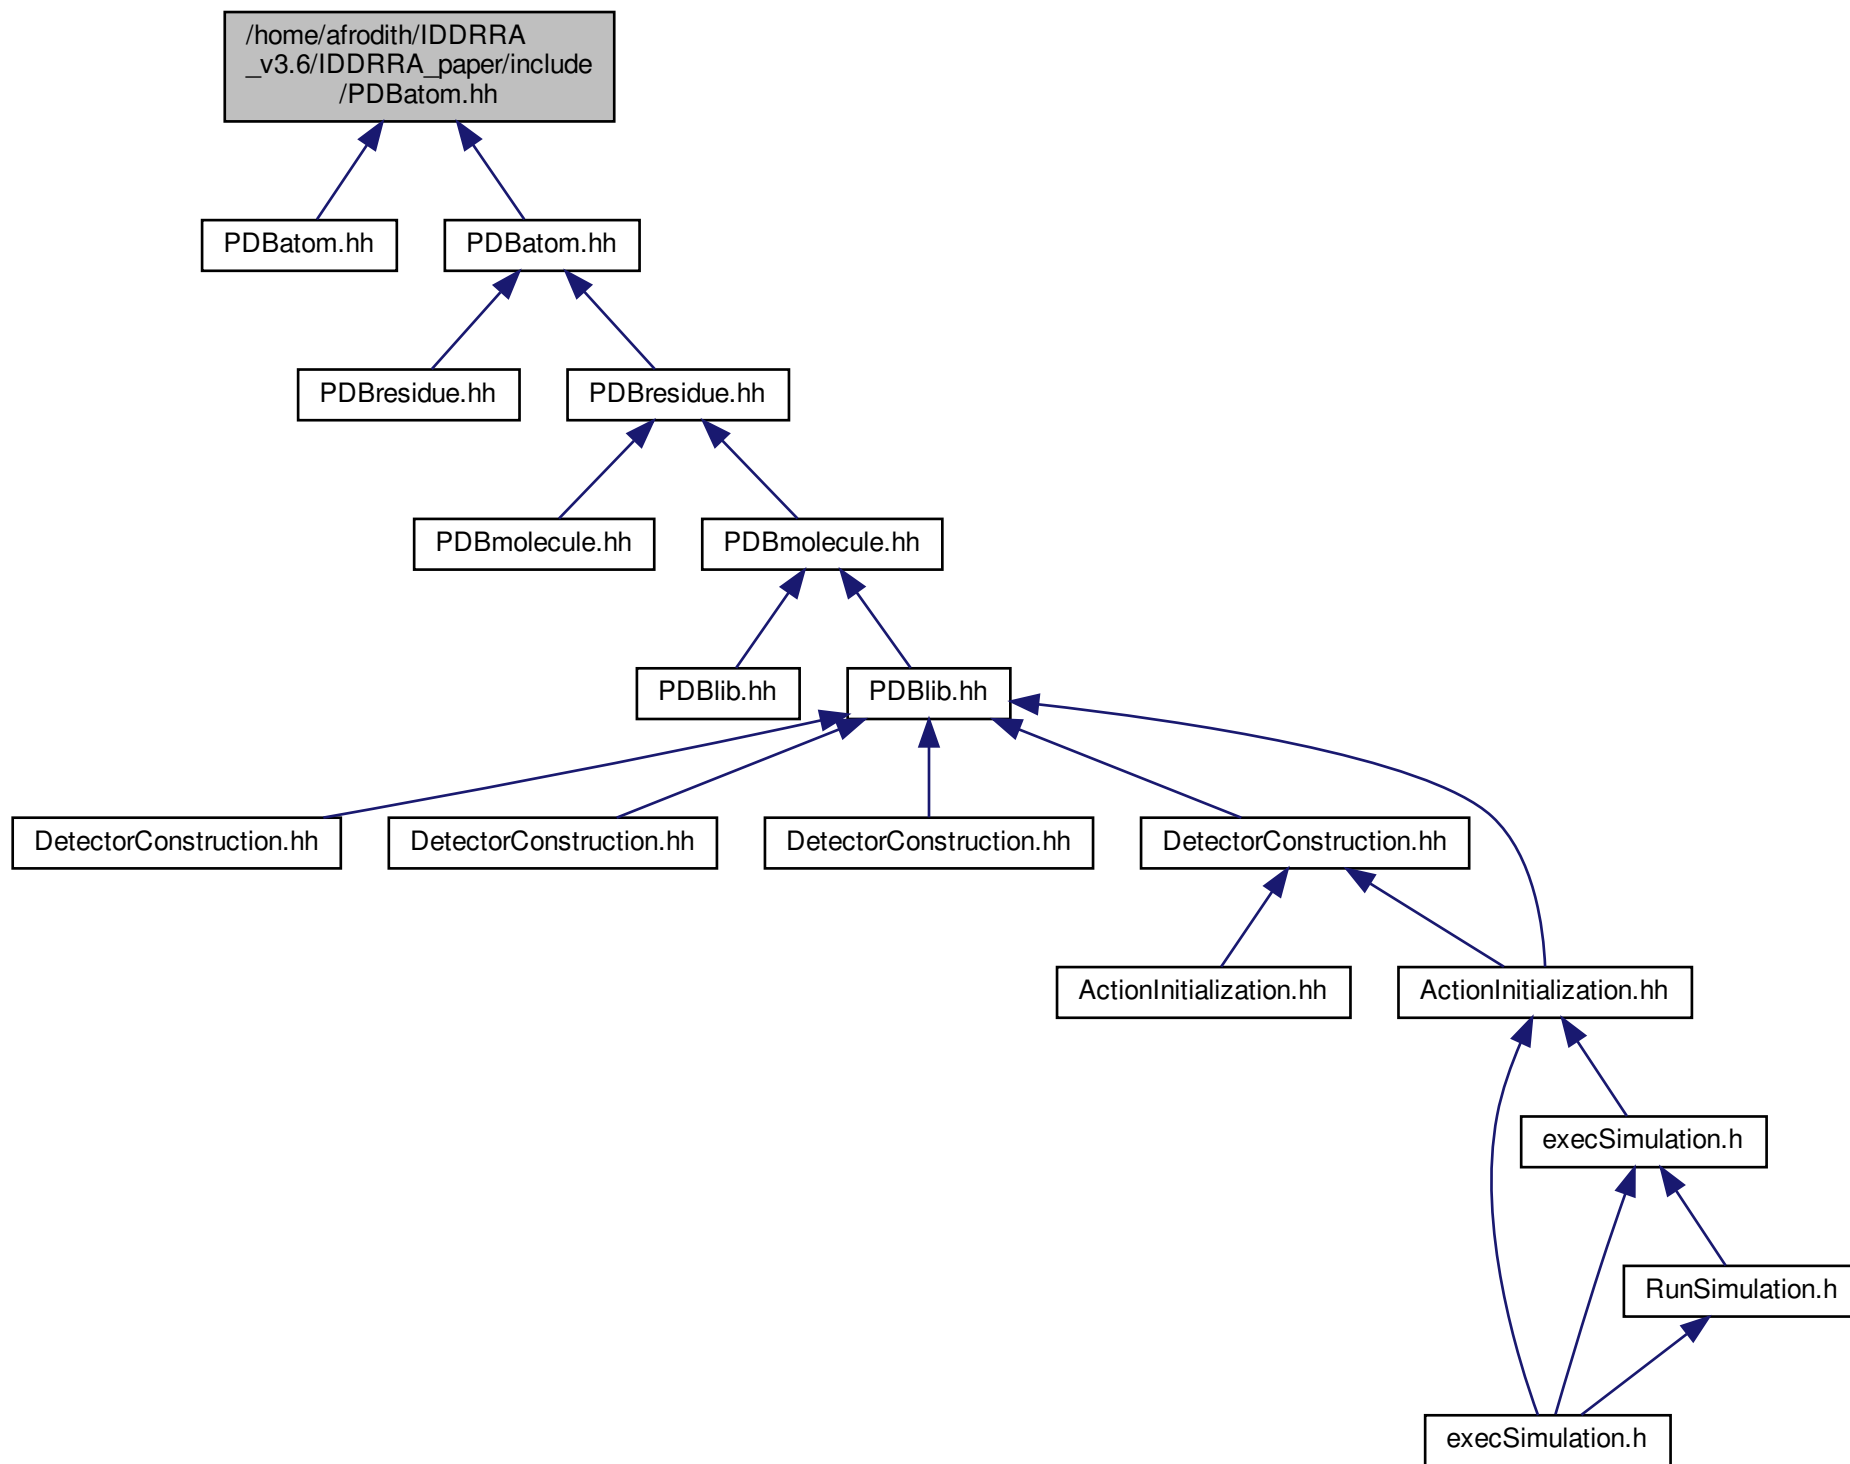 /home/afrodith/IDDRRA
_v3.6/IDDRRA_paper/include
/PDBatom.hh
PDBatom.hh
PDBatom.hh
PDBresidue.hh
PDBresidue.hh
PDBmolecule.hh
PDBmolecule.hh
PDBlib.hh
PDBlib.hh
DetectorConstruction.hh
DetectorConstruction.hh
DetectorConstruction.hh
DetectorConstruction.hh
ActionInitialization.hh
ActionInitialization.hh
execSimulation.h
RunSimulation.h
execSimulation.h